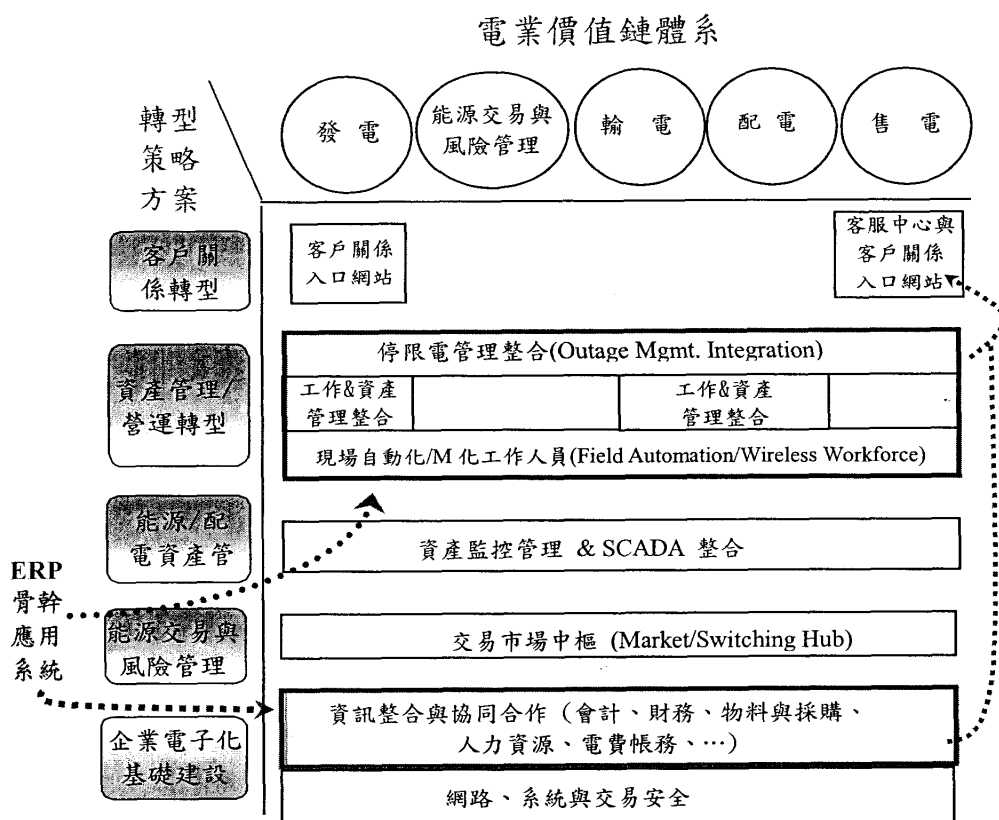 電業價值鏈體系
轉型
策略
方案
發電
能源交易與
風險管理
輸電
配電
售電
客戶關
係轉型
客戶關係
入口網站
客服中心與
客戶關係
入口網站
資產管理/
營運轉型
停限電管理整合(Outage Mgmt. Integration)
工作&資產
管理整合
工作&資產
管理整合
現場自動化/M化工作人員(Field Automation/Wireless Workforce)
能源/配
電資產管
資產監控管理 & SCADA 整合
ERP
骨幹
應用
系統
能源交易與
風險管理
交易市場中樞 (Market/Switching Hub)
企業電子化
基礎建設
資訊整合與協同合作（會計、財務、物料與採購、
人力資源、電費帳務、…）
網路、系統與交易安全